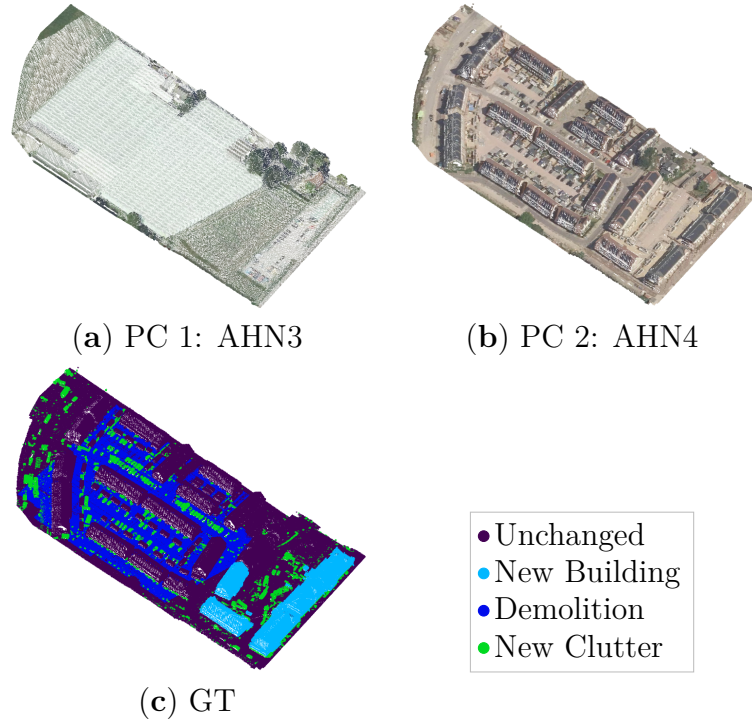 (a) PC 1: AHN3
(b) PC 2: AHN4
Unchanged
New Building
Demolition
New Clutter
(c) GT